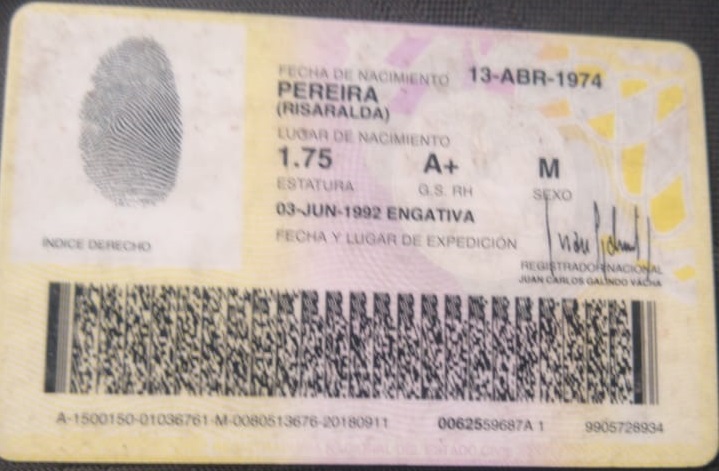 FECHA DE NACIMIENTO 13-ABR-1974
PEREIRA
(RISARALDA)
LUGAR DE NACIMIENTO
1.75 A+ M
ESTATURA G.S. RH SEXO
03-JUN-1992 ENGATIVA
FECHA Y LUGAR DE EXPEDICIÓN
INDICE DERECHO
REGISTRADOR NACIONAL
JUAN CARLOS GALINDO VÁCHA
A-1500150-01036761-M-0080513676-20180911 0062559687A 1 9905728934